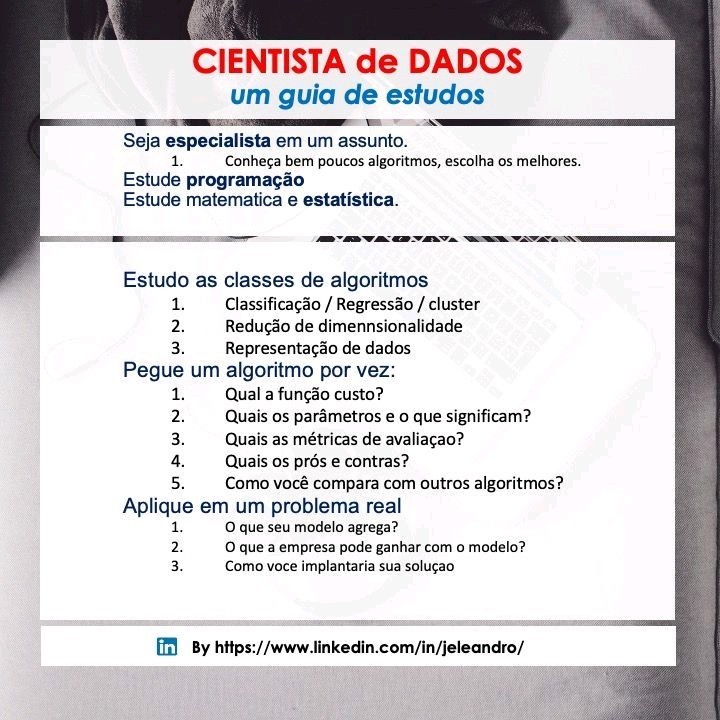 CIENTISTA de DADOS
um guia de estudos
Seja especialista em um assunto.
1. Conheça bem poucos algoritmos, escolha os melhores.
Estude programação
Estude matematica e estatística.
Estudo as classes de algoritmos
1. Classificação / Regressão / cluster
2. Redução de dimennsionalidade
3. Representação de dados
Pegue um algoritmo por vez:
1. Qual a função custo?
2. Quais os parâmetros e o que significam?
3. Quais as métricas de avaliaçao?
4. Quais os prós e contras?
5. Como você compara com outros algoritmos?
Aplique em um problema real
1. O que seu modelo agrega?
2. O que a empresa pode ganhar com o modelo?
3. Como voce implantaria sua soluçao
in By https://www.linkedin.com/in/jeleandro/